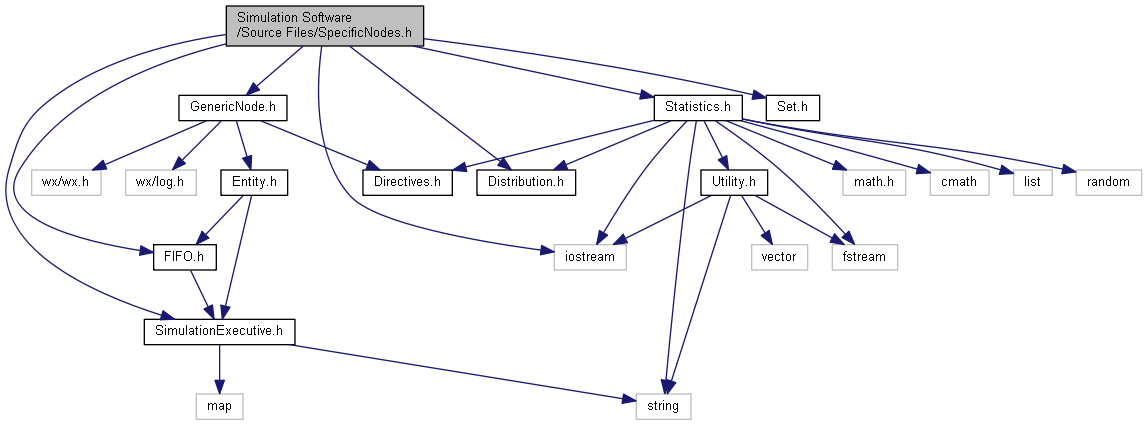 Simulation Software
/Source Files/SpecificNodes.h
GenericNode.h
Statistics.h
Set.h
wx/wx.h
wx/log.h
Entity.h
Directives.h
Distribution.h
Utility.h
math.h
cmath
list
random
FIFO.h
iostream
vector
fstream
SimulationExecutive.h
map
string